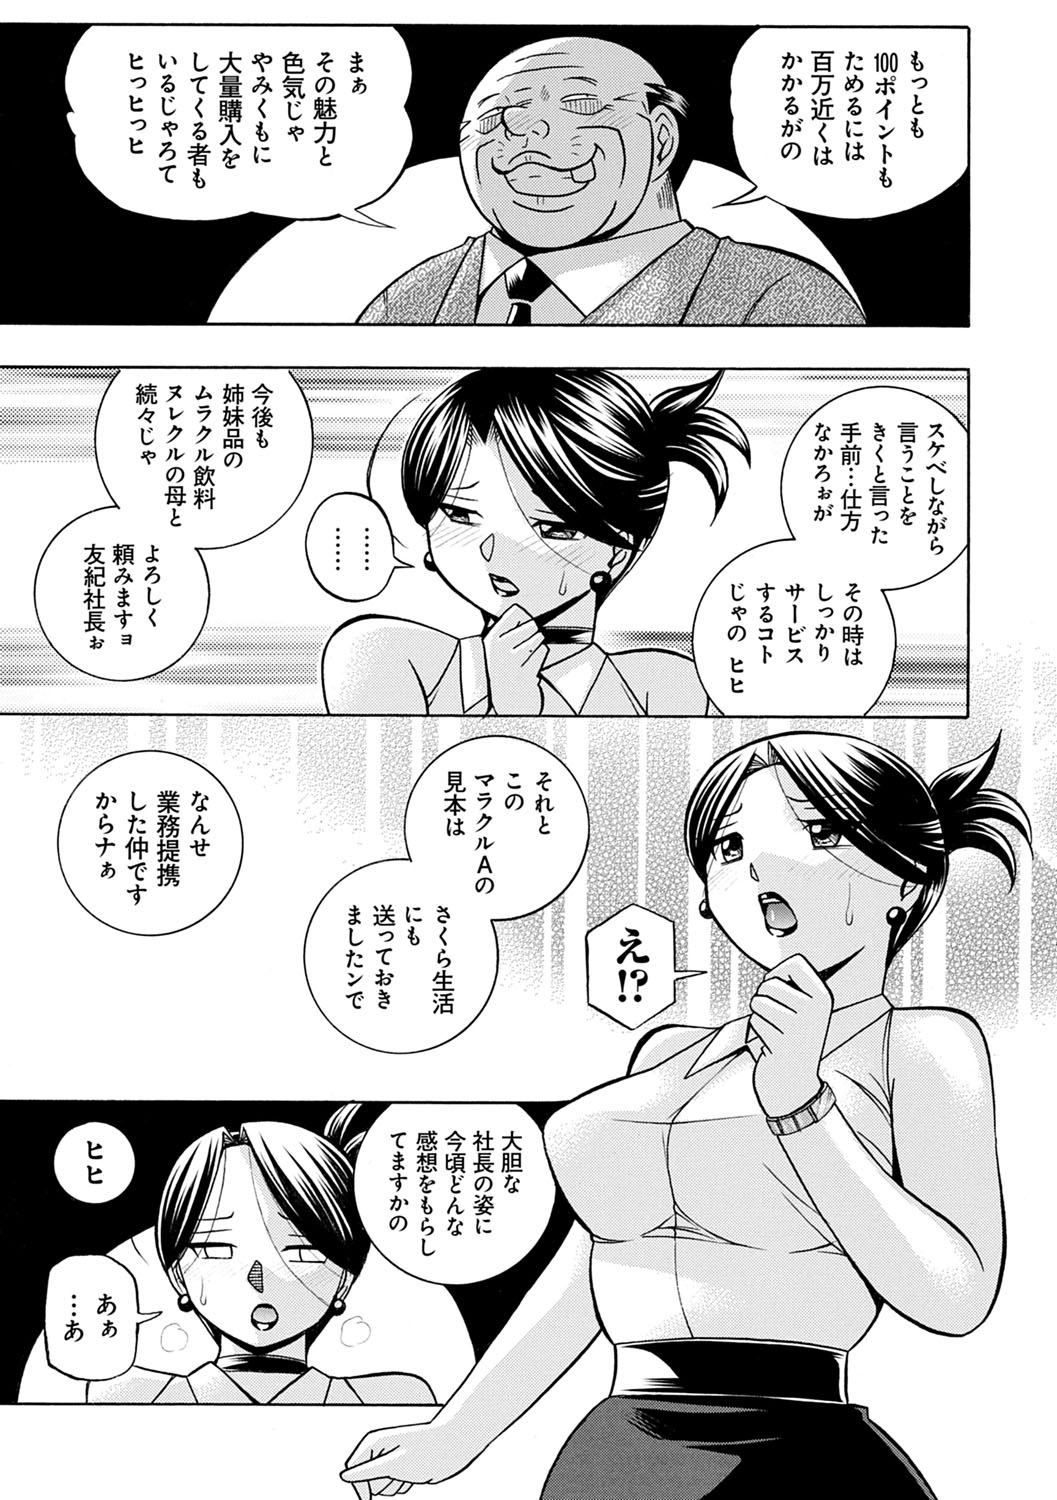 もっとも
100ポイントも
ためるには
百万近くは
かかるがの
まぁ
その魅力と
色気じゃ
やみくもに
大量購入を
してくる者も
いるじゃろて
ヒっヒっヒ
スケベしながら
言うことを
きくと言った
手前…仕方
なかろぉが
その時は
しっかり
サービス
するコト
じゃの ヒヒ
……
……
今後も
姉妹品の
ムラクル飲料
ヌレクルの母と
続々じゃ
よろしく
頼みますョ
友紀社長ぉ
それと
この
マラクルAの
見本は
さくら生活
にも
送っておき
ましたンで
え!?
なんせ
業務提携
した仲です
からナぁ
大胆な
社長の姿に
今頃どんな
感想をもらし
てますかの
ヒヒ
あぁ
…あ